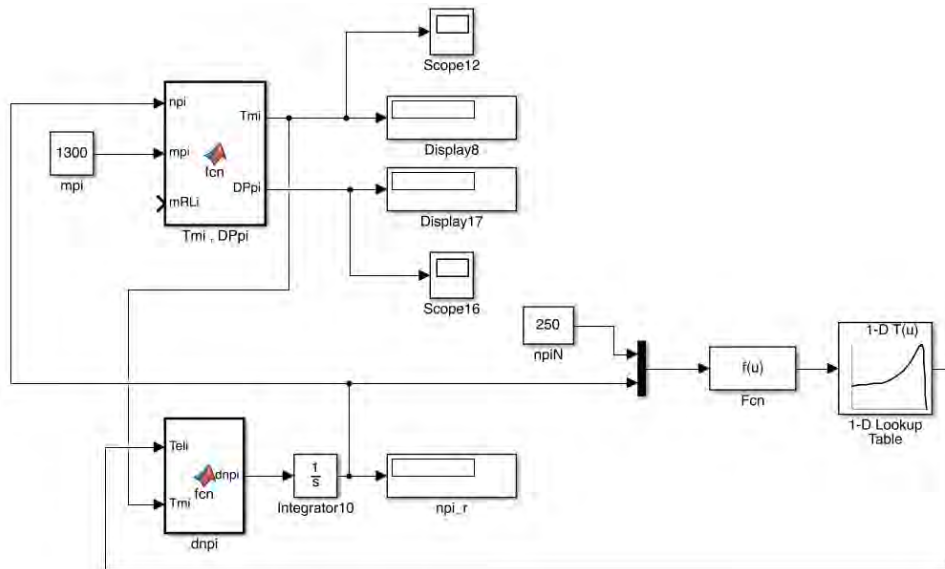 Scope12
npi
Tmi
1300
mpi
mpi
fcn
Display8
DPpi
mRLi
Tmi , DPpi
Display17
Scope16
250
npiN
1-D T(u)
f(u)
Fcn
1-D Lookup
Table
Teli
fcn
dnpi
Tmi
1
s
Integrator10
npi_r
dnpi